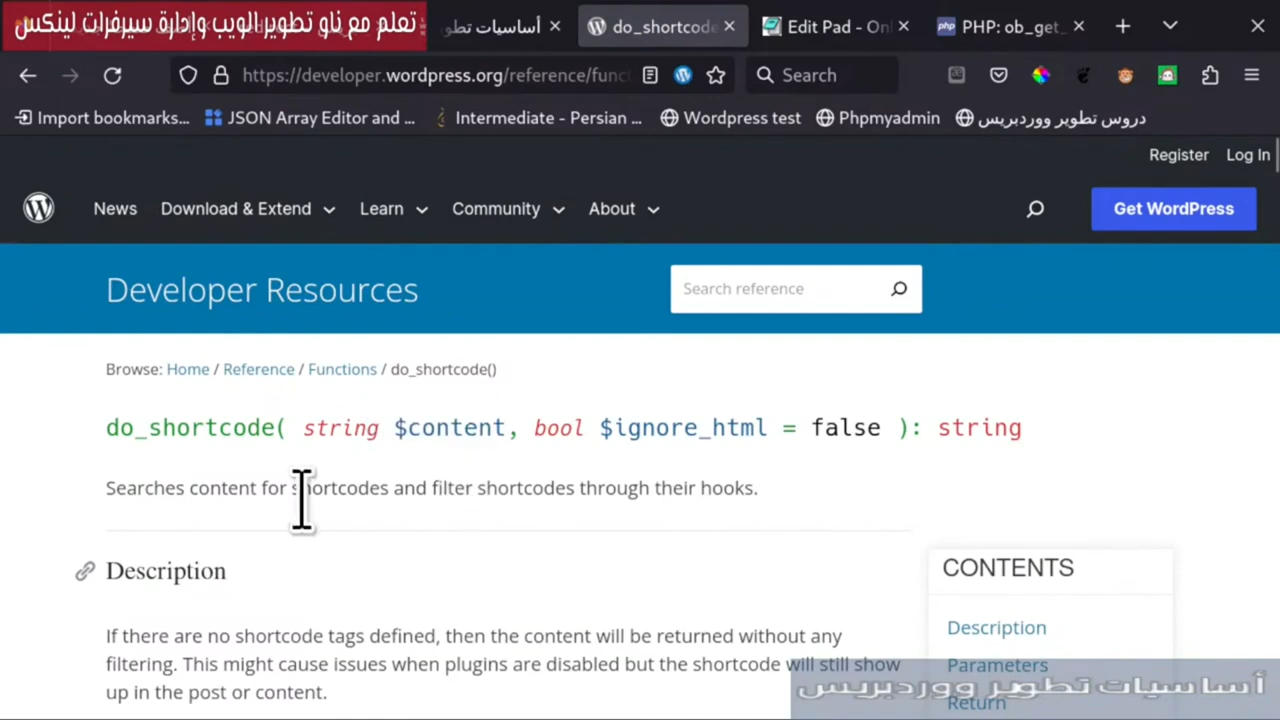 تعلم مع ناو تطوير الويب وإدارة سيرفرات لينكس
أساسيات تطو
do_shortcode
Edit Pad - Onl
PHP: ob_get_
https://developer.wordpress.org/reference/func
Search
Import bookmarks...
JSON Array Editor and ...
Intermediate - Persian ...
Wordpress test
Phpmyadmin
دروس تطوير ووردبريس
Register
Log In
News
Download & Extend
Learn
Community
About
Get WordPress
Developer Resources
Search reference
Browse: Home / Reference / Functions / do_shortcode()
do_shortcode( string $content, bool $ignore_html = false ): string
Searches content for shortcodes and filter shortcodes through their hooks.
Description
If there are no shortcode tags defined, then the content will be returned without any
filtering. This might cause issues when plugins are disabled but the shortcode will still show
up in the post or content.
CONTENTS
Description
Parameters
Return
أساسيات تطوير ووردبريس